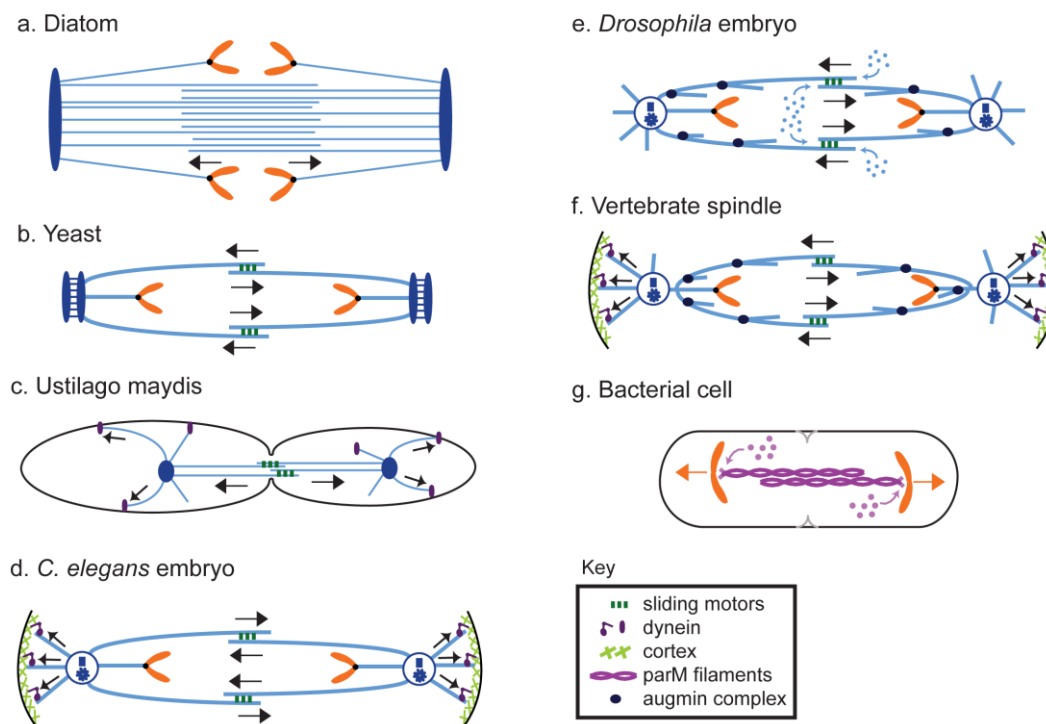 a. Diatom
b. Yeast
c. Ustilago maydis
d. C. elegans embryo
e. Drosophila embryo
f. Vertebrate spindle
g. Bacterial cell
Key
sliding motors
dynein
cortex
parM filaments
augmin complex